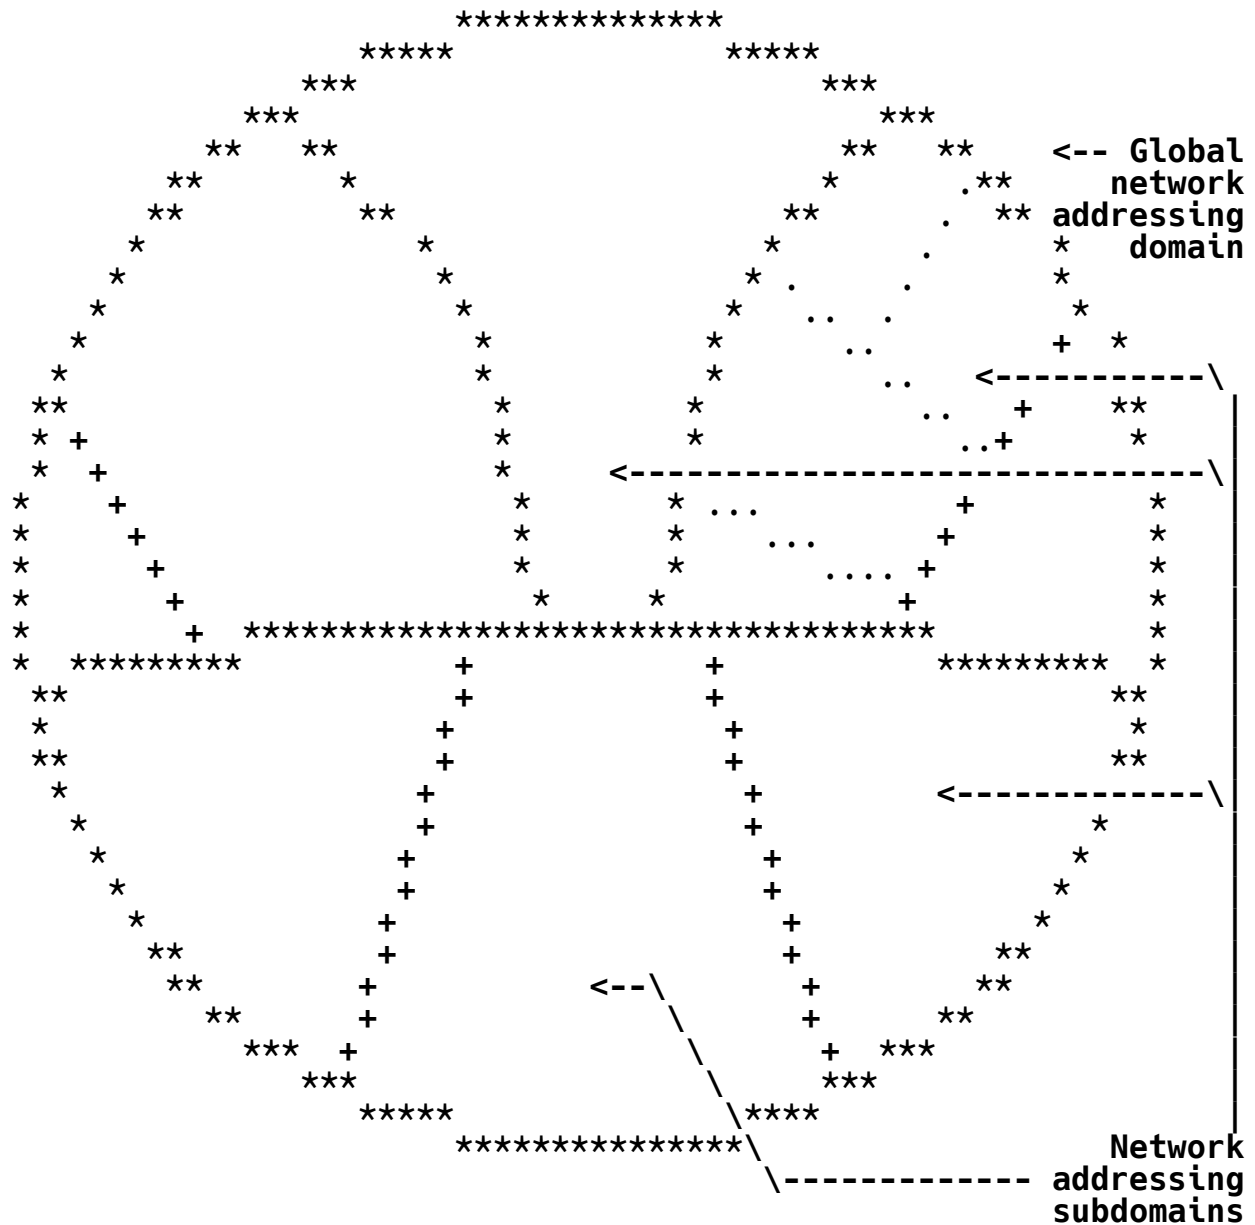 <-- Global
network
addressing
domain
Network
addressing
subdomains